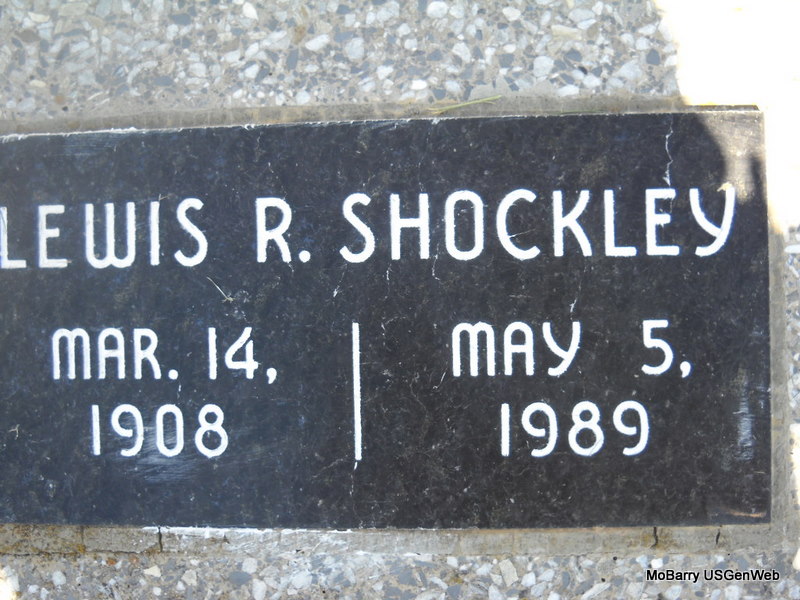 LEWIS R. SHOCKLEY
MAR. 14,
1908
MAY 5,
1989
MoBarry USGenWeb